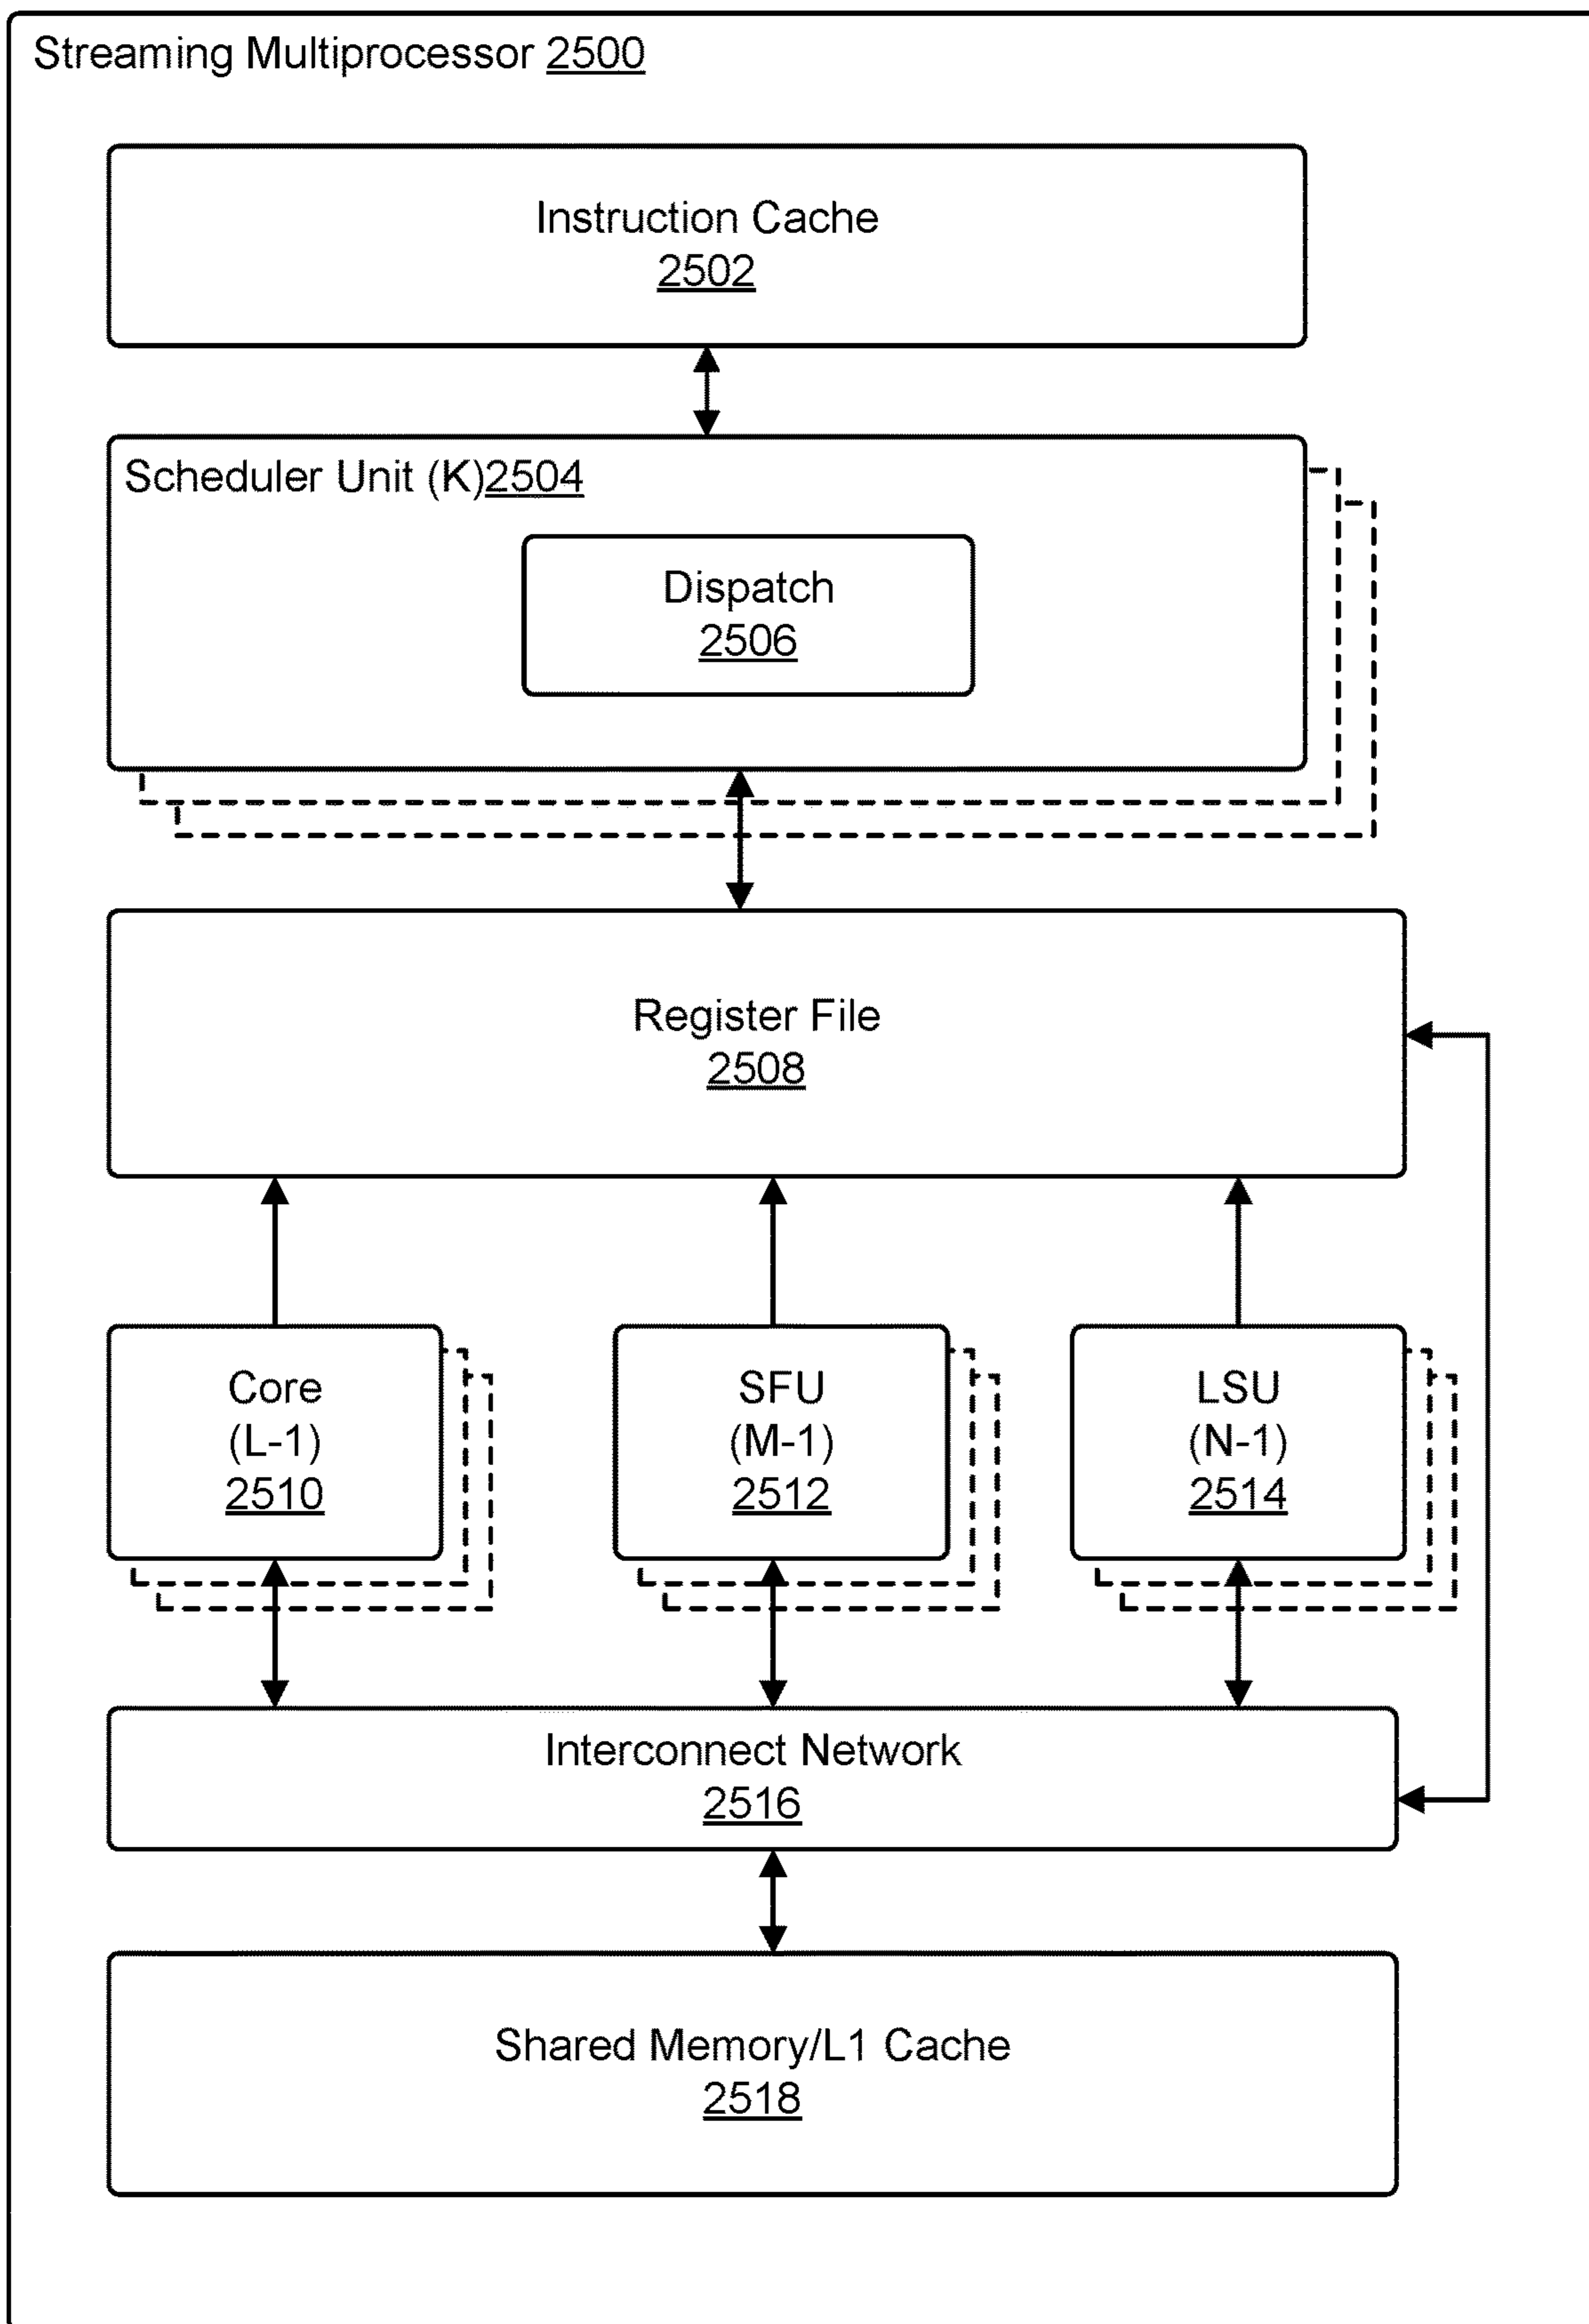 Streaming Multiprocessor 2500
Instruction Cache
2502
Scheduler Unit (K)2504
Dispatch
2506
Register File
2508
Core
(L-1)
2510
SFU
(M-1)
2512
LSU
(N-1)
2514
Interconnect Network
2516
Shared Memory/L1 Cache
2518